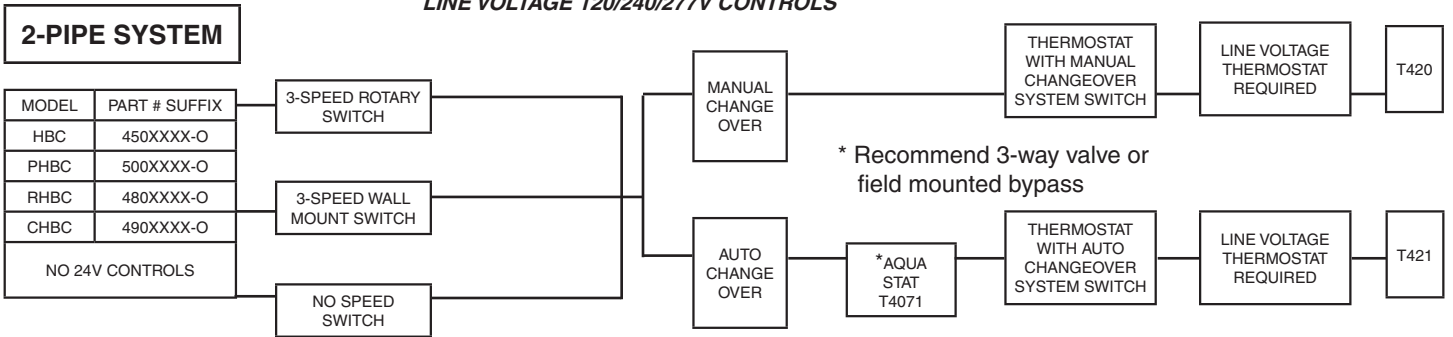 LINE VOLTAGE 120/240/277V CONTROLS
2-PIPE SYSTEM
MODEL PART # SUFFIX
HBC 450XXXX-O
PHBC 500XXXX-O
RHBC 480XXXX-O
CHBC 490XXXX-O
NO 24V CONTROLS
3-SPEED ROTARY
SWITCH
3-SPEED WALL
MOUNT SWITCH
NO SPEED
SWITCH
MANUAL
CHANGE
OVER
THERMOSTAT
WITH MANUAL
CHANGEOVER
SYSTEM SWITCH
LINE VOLTAGE
THERMOSTAT
REQUIRED
T420
* Recommend 3-way valve or
field mounted bypass
AUTO
CHANGE
OVER
*AQUA
STAT
T4071
THERMOSTAT
WITH AUTO
CHANGEOVER
SYSTEM SWITCH
LINE VOLTAGE
THERMOSTAT
REQUIRED
T421